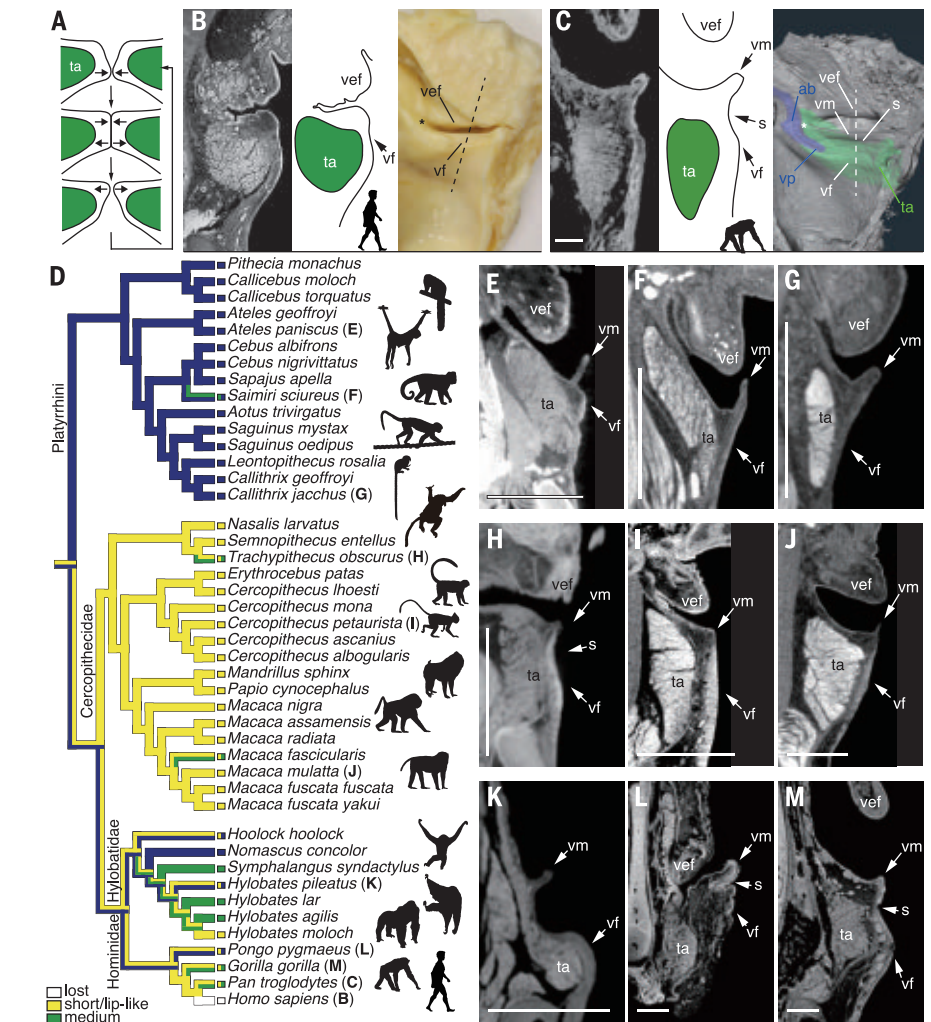 A
ta
B
vef
ta
vf
vef
*
vf
C
vef
vm
s
vf
ta
vef
vm
s
ab
*
vp
vf
ta
D
Platyrrhini
Pithecia monachus
Callicebus moloch
Callicebus torquatus
Ateles geoffroyi
Ateles paniscus (E)
Cebus albifrons
Cebus nigrivittatus
Sapajus apella
Saimiri sciureus (F)
Aotus trivirgatus
Saguinus mystax
Saguinus oedipus
Leontopithecus rosalia
Callithrix geoffroyi
Callithrix jacchus (G)
Cercopithecidae
Nasalis larvatus
Semnopithecus entellus
Trachypithecus obscurus (H)
Erythrocebus patas
Cercopithecus lhoesti
Cercopithecus mona
Cercopithecus petaurista (I)
Cercopithecus ascanius
Cercopithecus albogularis
Mandrillus sphinx
Papio cynocephalus
Macaca nigra
Macaca assamensis
Macaca radiata
Macaca fascicularis
Macaca mulatta (J)
Macaca fuscata fuscata
Macaca fuscata yakui
Hylobatidae
Hoolock hoolock
Nomascus concolor
Symphalangus syndactylus
Hylobates pileatus (K)
Hylobates lar
Hylobates agilis
Hylobates moloch
Hominidae
Pongo pygmaeus (L)
Gorilla gorilla (M)
Pan troglodytes (C)
Homo sapiens (B)
lost
short/lip-like
medium
E
vef
vm
ta
vf
F
vef
vm
ta
vf
G
vef
vm
ta
vf
H
vef
vm
s
ta
vf
I
vef
vm
ta
vf
J
vef
vm
ta
vf
K
vm
vf
ta
L
vef
vm
s
vf
ta
M
vef
vm
s
ta
vf